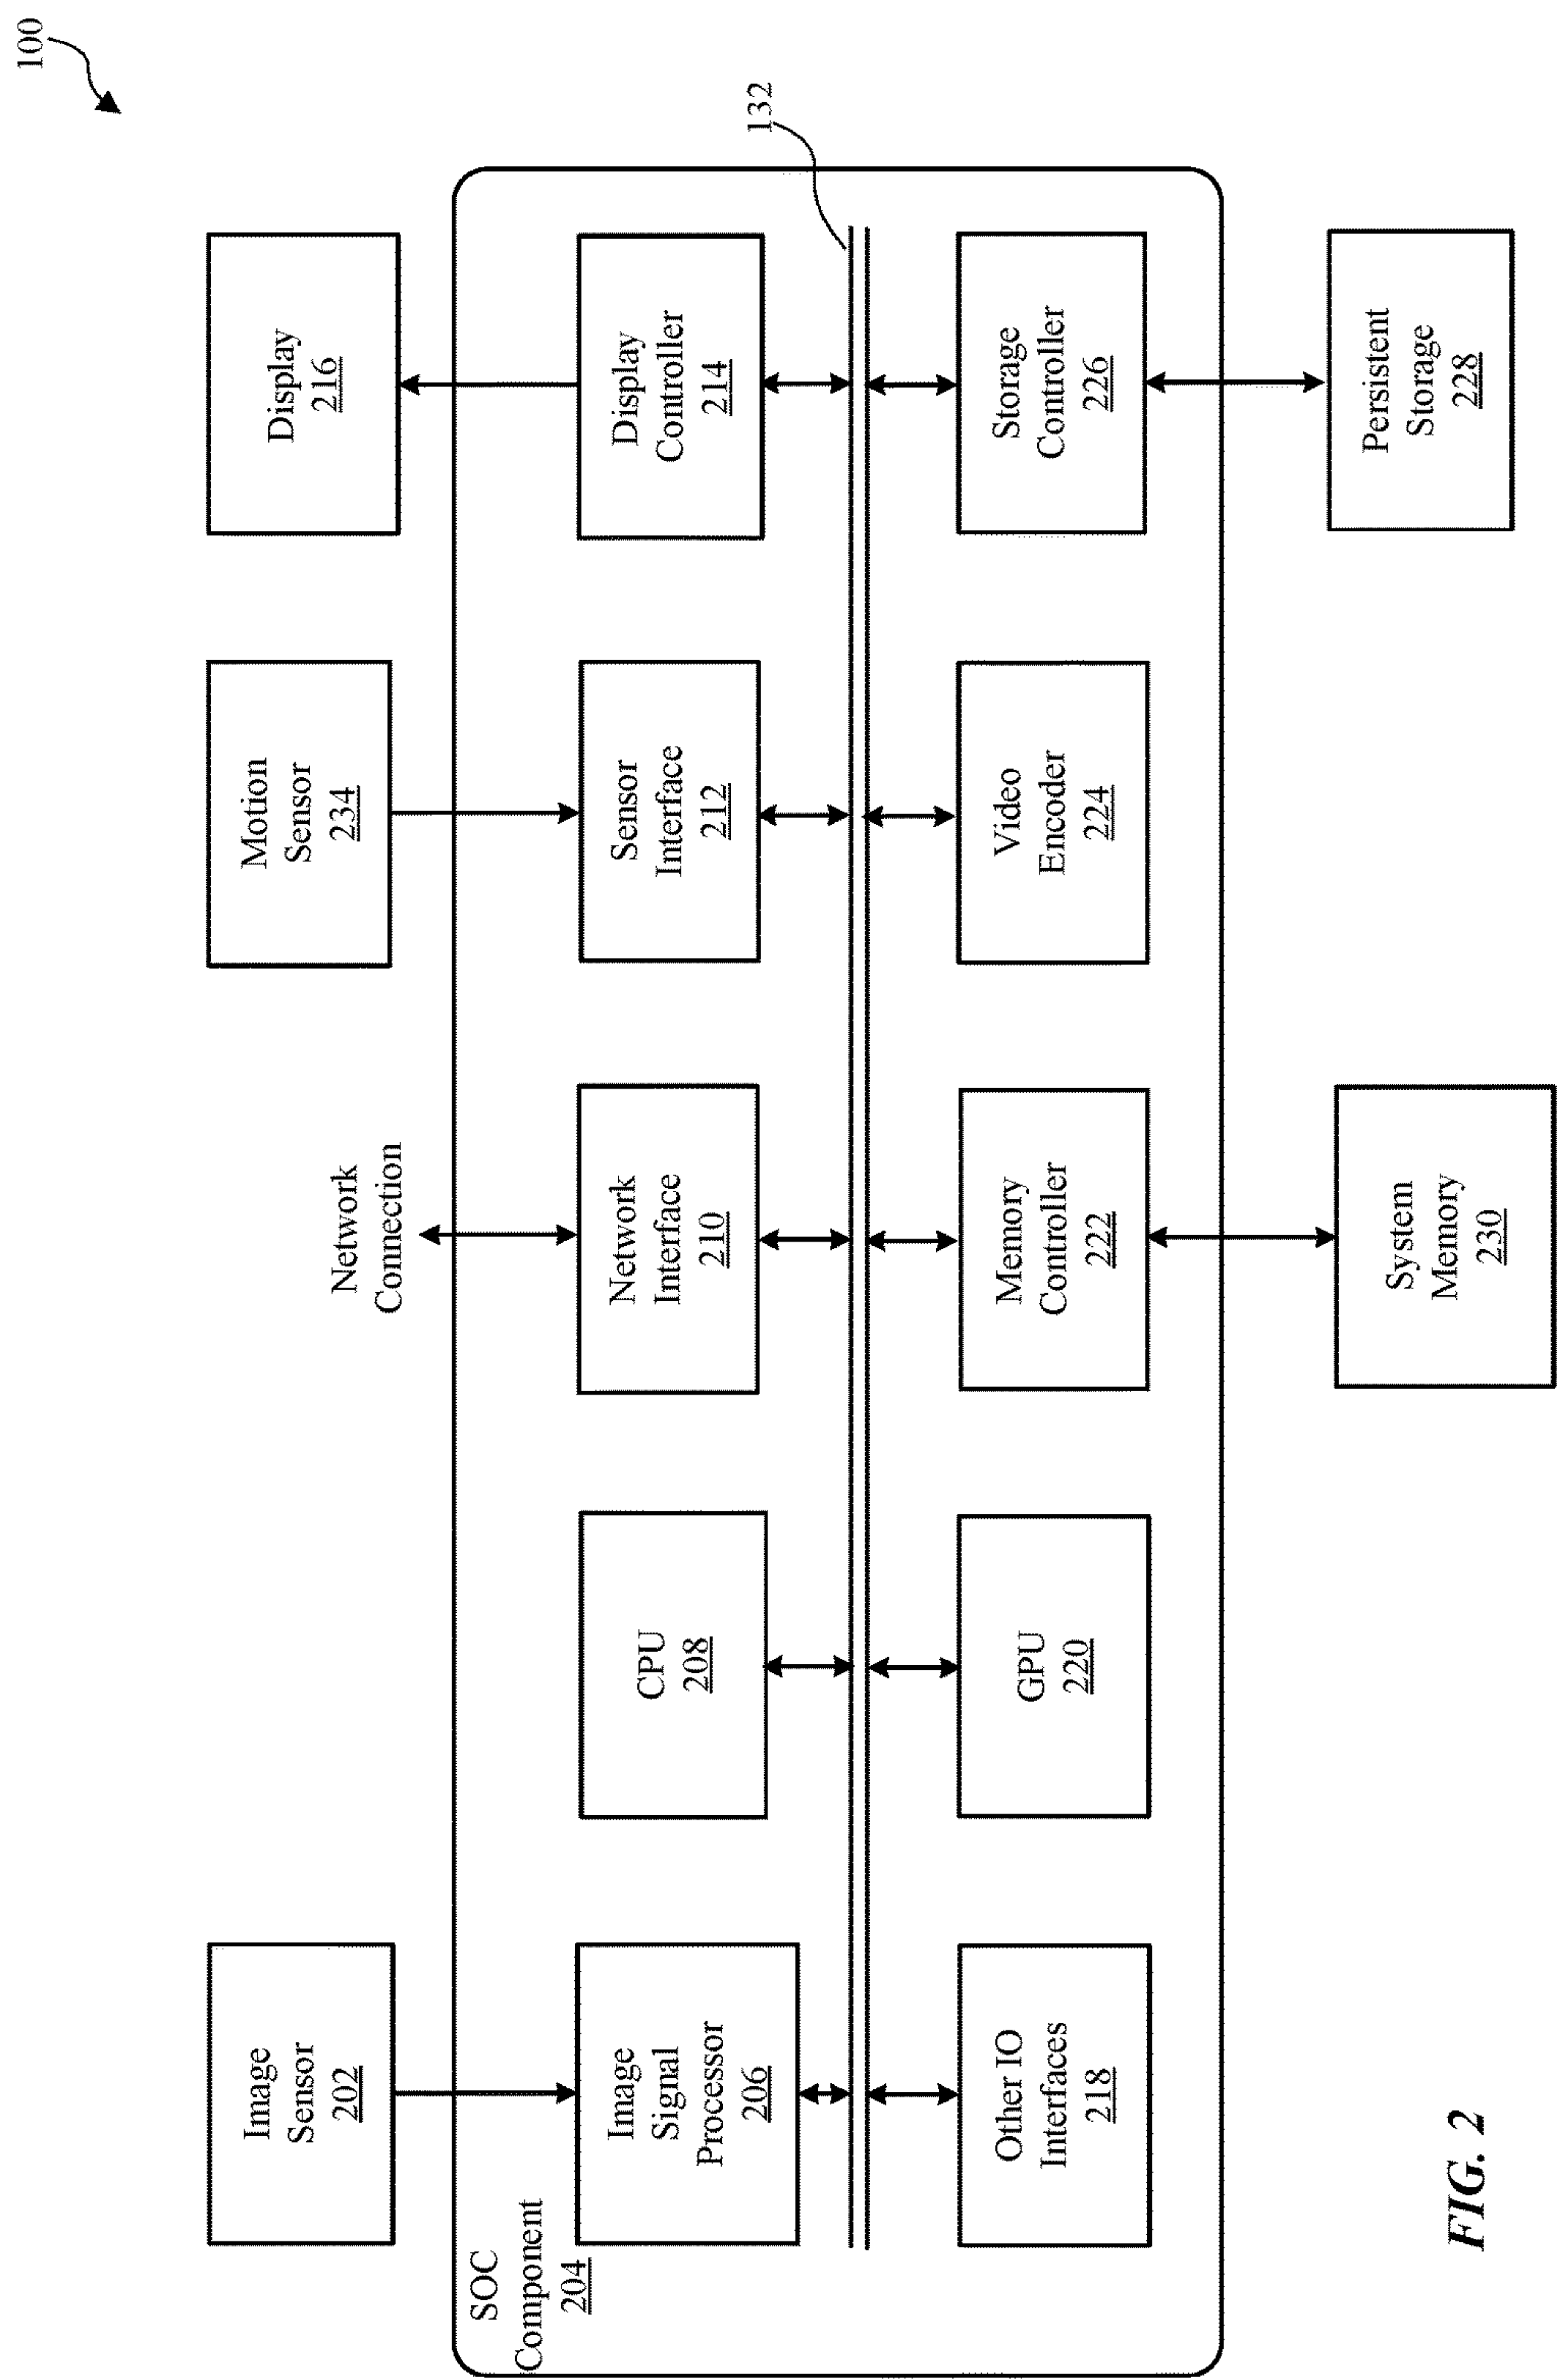 100
Image
Sensor
202
Network
Connection
Motion
Sensor
234
Display
216
SOC
Component
204
Image
Signal
Processor
206
CPU
208
Network
Interface
210
Sensor
Interface
212
Display
Controller
214
132
Other IO
Interfaces
218
GPU
220
Memory
Controller
222
Video
Encoder
224
Storage
Controller
226
System
Memory
230
Persistent
Storage
228
FIG. 2